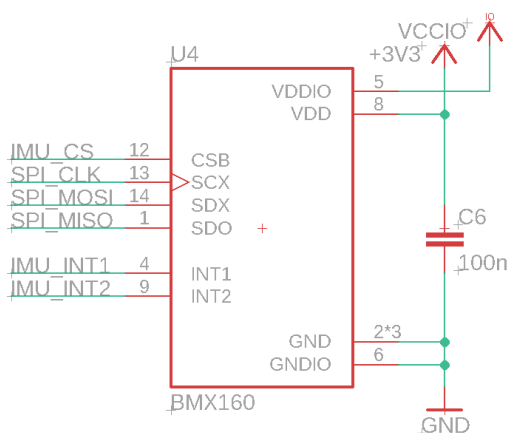 IO
VCCIO
+3V3
U4
VDDIO 5
VDD 8
IMU_CS 12 CSB
SPI_CLK 13 SCX
SPI_MOSI 14 SDX
SPI_MISO 1 SDO
C6
100n
IMU_INT1 4 INT1
IMU_INT2 9 INT2
GND 2*3
GNDIO 6
BMX160
GND